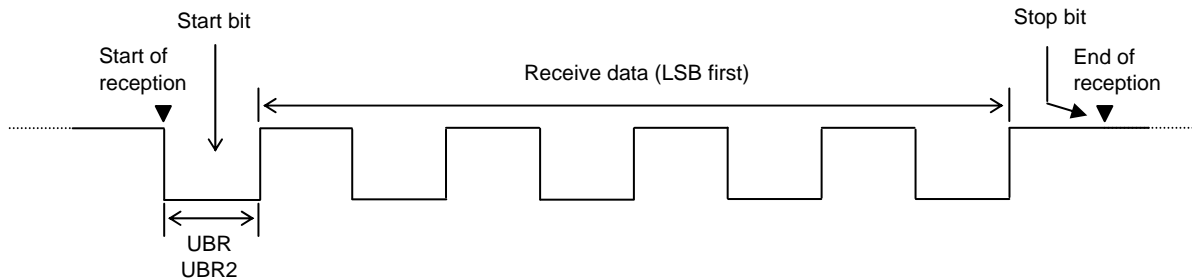 Start bit
Stop bit
Start of
reception
Receive data (LSB first)
End of
reception
UBR
UBR2